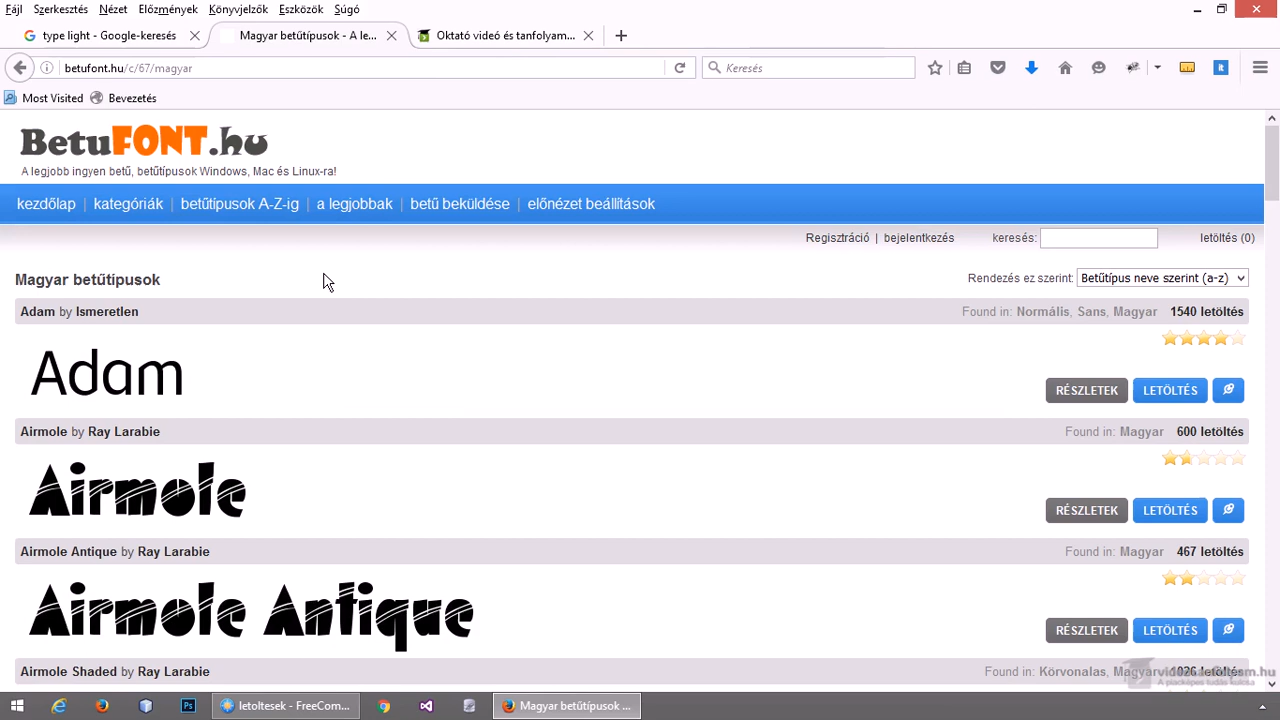 Fájl Szerkesztés Nézet Előzmények Könyvjelzők Eszközök Súgó
type light - Google-keresés Magyar betűtípusok - A le... Oktató videó és tanfolyam...
betufont.hu/c/67/magyar Keresés
Most Visited Bevezetés
BetuFONT.hu
A legjobb ingyen betű, betűtípusok Windows, Mac és Linux-ra!
kezdőlap | kategóriák | betűtípusok A-Z-ig | a legjobbak | betű beküldése | előnézet beállítások
Regisztráció | bejelentkezés keresés: letöltés (0)
Magyar betűtípusok Rendezés ez szerint: Betűtípus neve szerint (a-z)
Adam by Ismeretlen Found in: Normális, Sans, Magyar 1540 letöltés
Adam
RÉSZLETEK LETÖLTÉS
Airmole by Ray Larabie Found in: Magyar 600 letöltés
Airmole
RÉSZLETEK LETÖLTÉS
Airmole Antique by Ray Larabie Found in: Magyar 467 letöltés
Airmole Antique
RÉSZLETEK LETÖLTÉS
Airmole Shaded by Ray Larabie Found in: Körvonalas, Magyar 1026 letöltés
letoltesek - FreeCom... Magyar betűtípusok ...